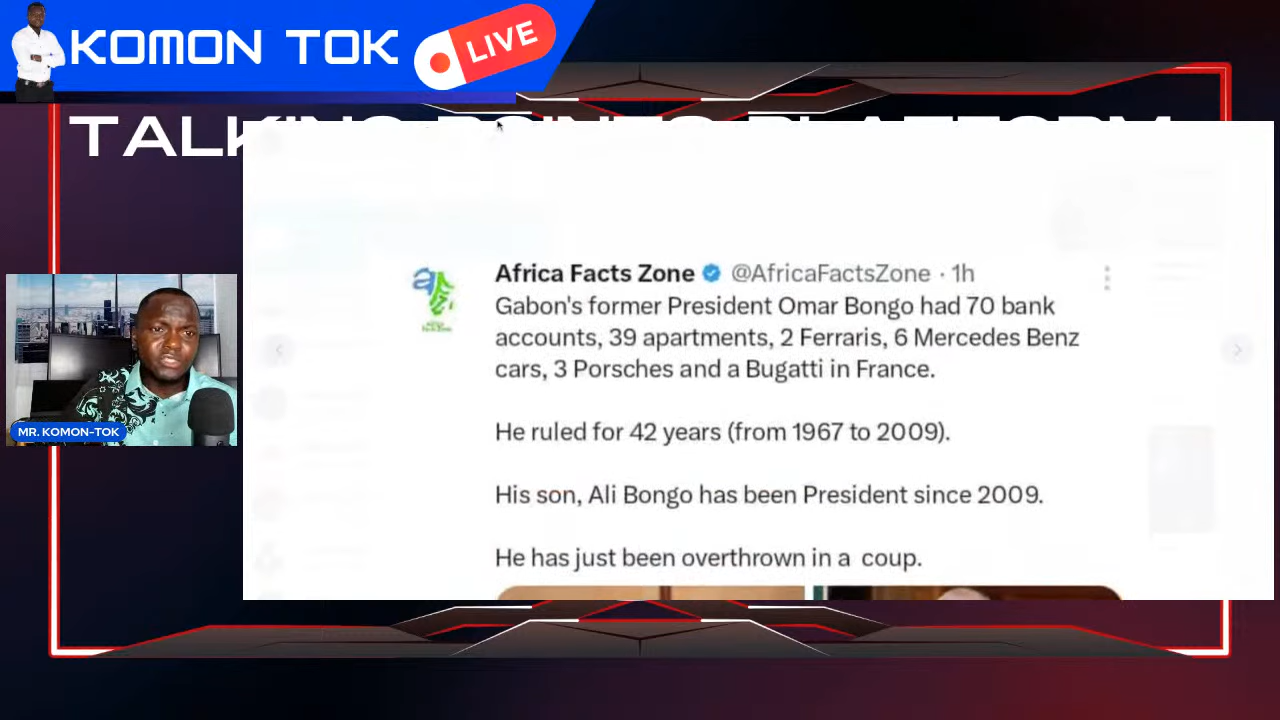 KOMON TOK
LIVE
TALKING POINTS PLATFORM
Africa Facts Zone @AfricaFactsZone · 1h
Gabon's former President Omar Bongo had 70 bank
accounts, 39 apartments, 2 Ferraris, 6 Mercedes Benz
cars, 3 Porsches and a Bugatti in France.
He ruled for 42 years (from 1967 to 2009).
His son, Ali Bongo has been President since 2009.
He has just been overthrown in a coup.
MR. KOMON-TOK